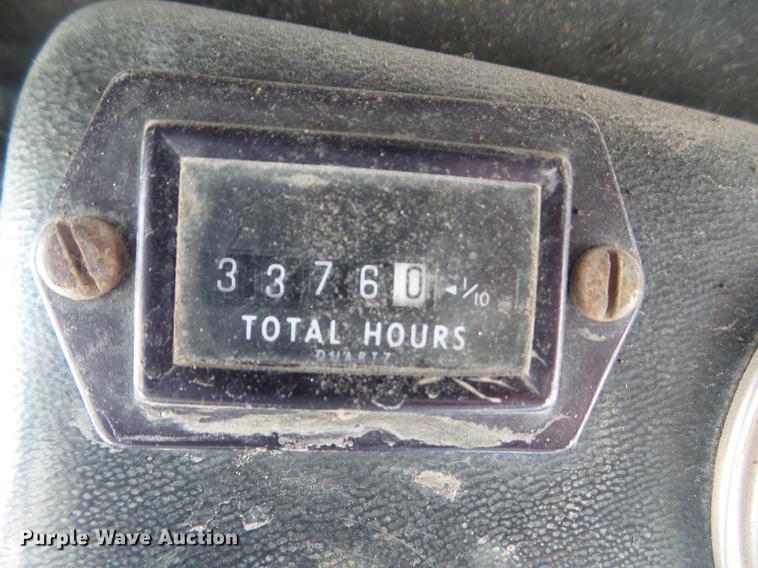 33760 ◄1/10
TOTAL HOURS
QUARTZ
Purple Wave Auction